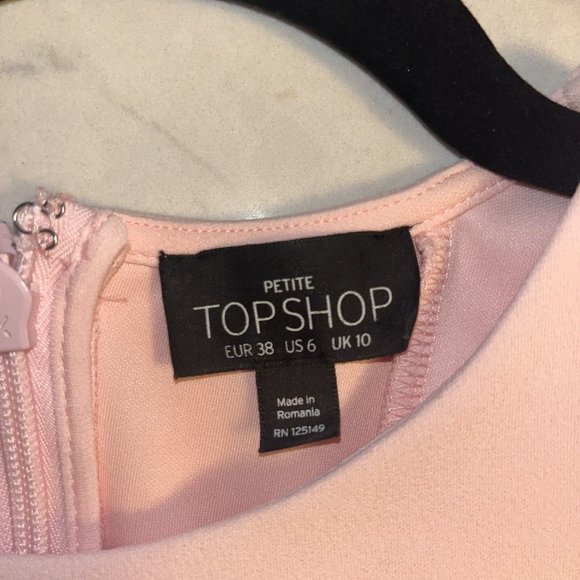 PETITE
TOPSHOP
EUR 38 US 6 UK 10
Made in
Romania
RN 125149